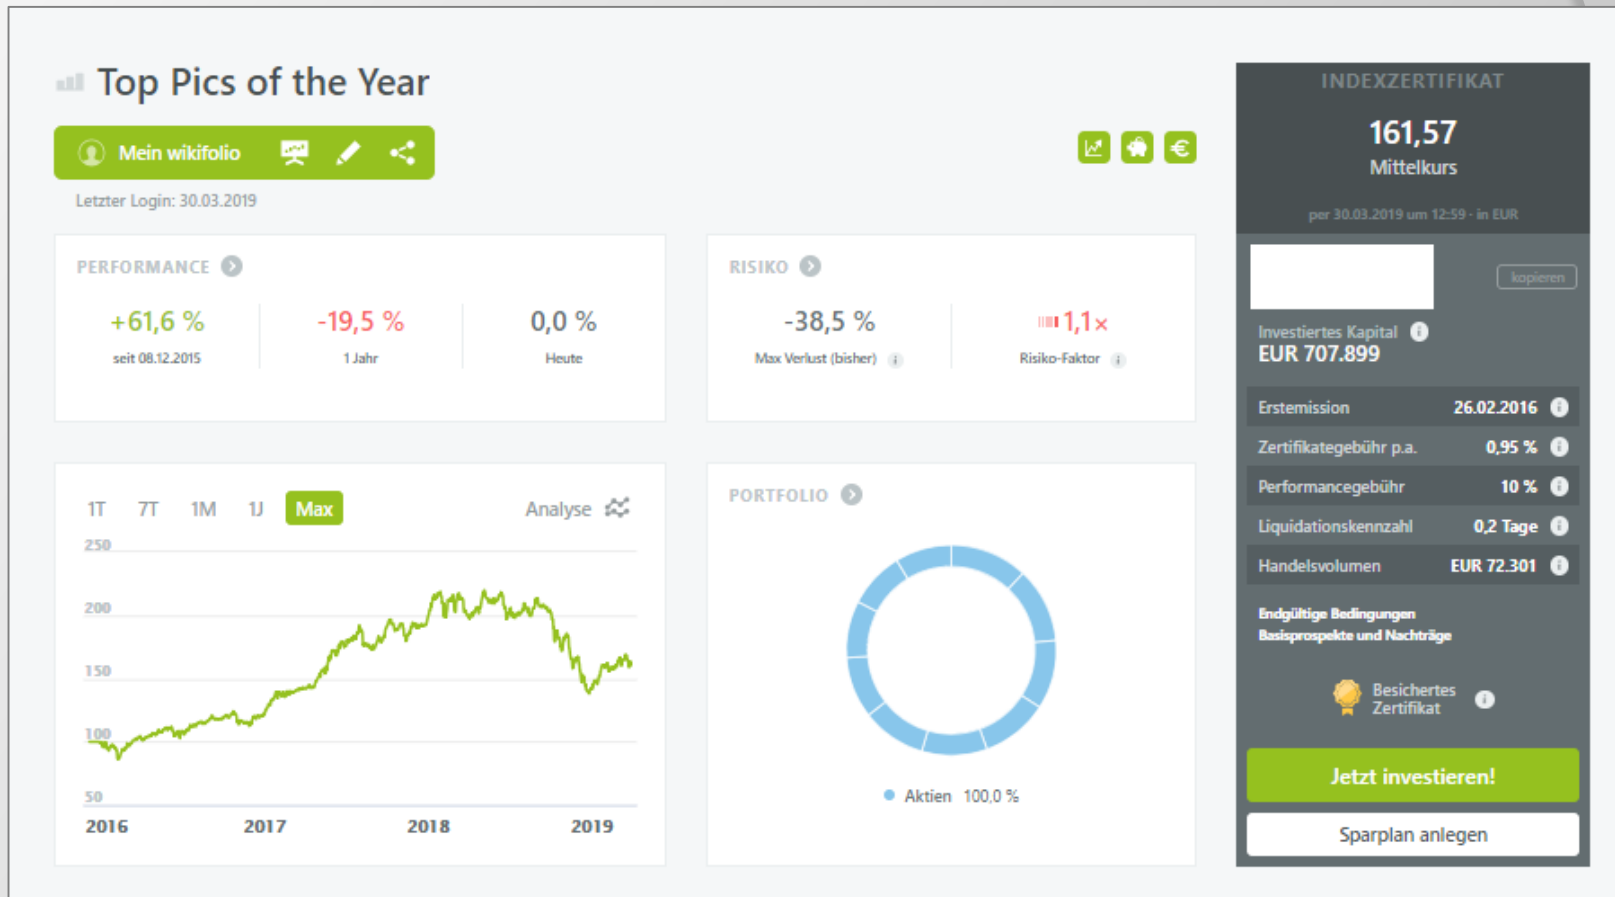 Top Pics of the Year
Mein wikifolio
Letzter Login: 30.03.2019
PERFORMANCE
+61,6 %
-19,5 %
0,0 %
seit 08.12.2015
1 Jahr
Heute
RISIKO
-38,5 %
1,1×
Max Verlust (bisher)
Risiko-Faktor
1T 7T 1M 1J Max
Analyse
250
200
150
100
50
2016 2017 2018 2019
PORTFOLIO
Aktien 100,0 %
INDEXZERTIFIKAT
161,57
Mittelkurs
per 30.03.2019 um 12:59 - in EUR
kopieren
Investiertes Kapital
EUR 707.899
Erstemission 26.02.2016
Zertifikategebühr p.a. 0,95 %
Performancegebühr 10 %
Liquidationskennzahl 0,2 Tage
Handelsvolumen EUR 72.301
Endgültige Bedingungen
Basisprospekte und Nachträge
Besichertes
Zertifikat
Jetzt investieren!
Sparplan anlegen